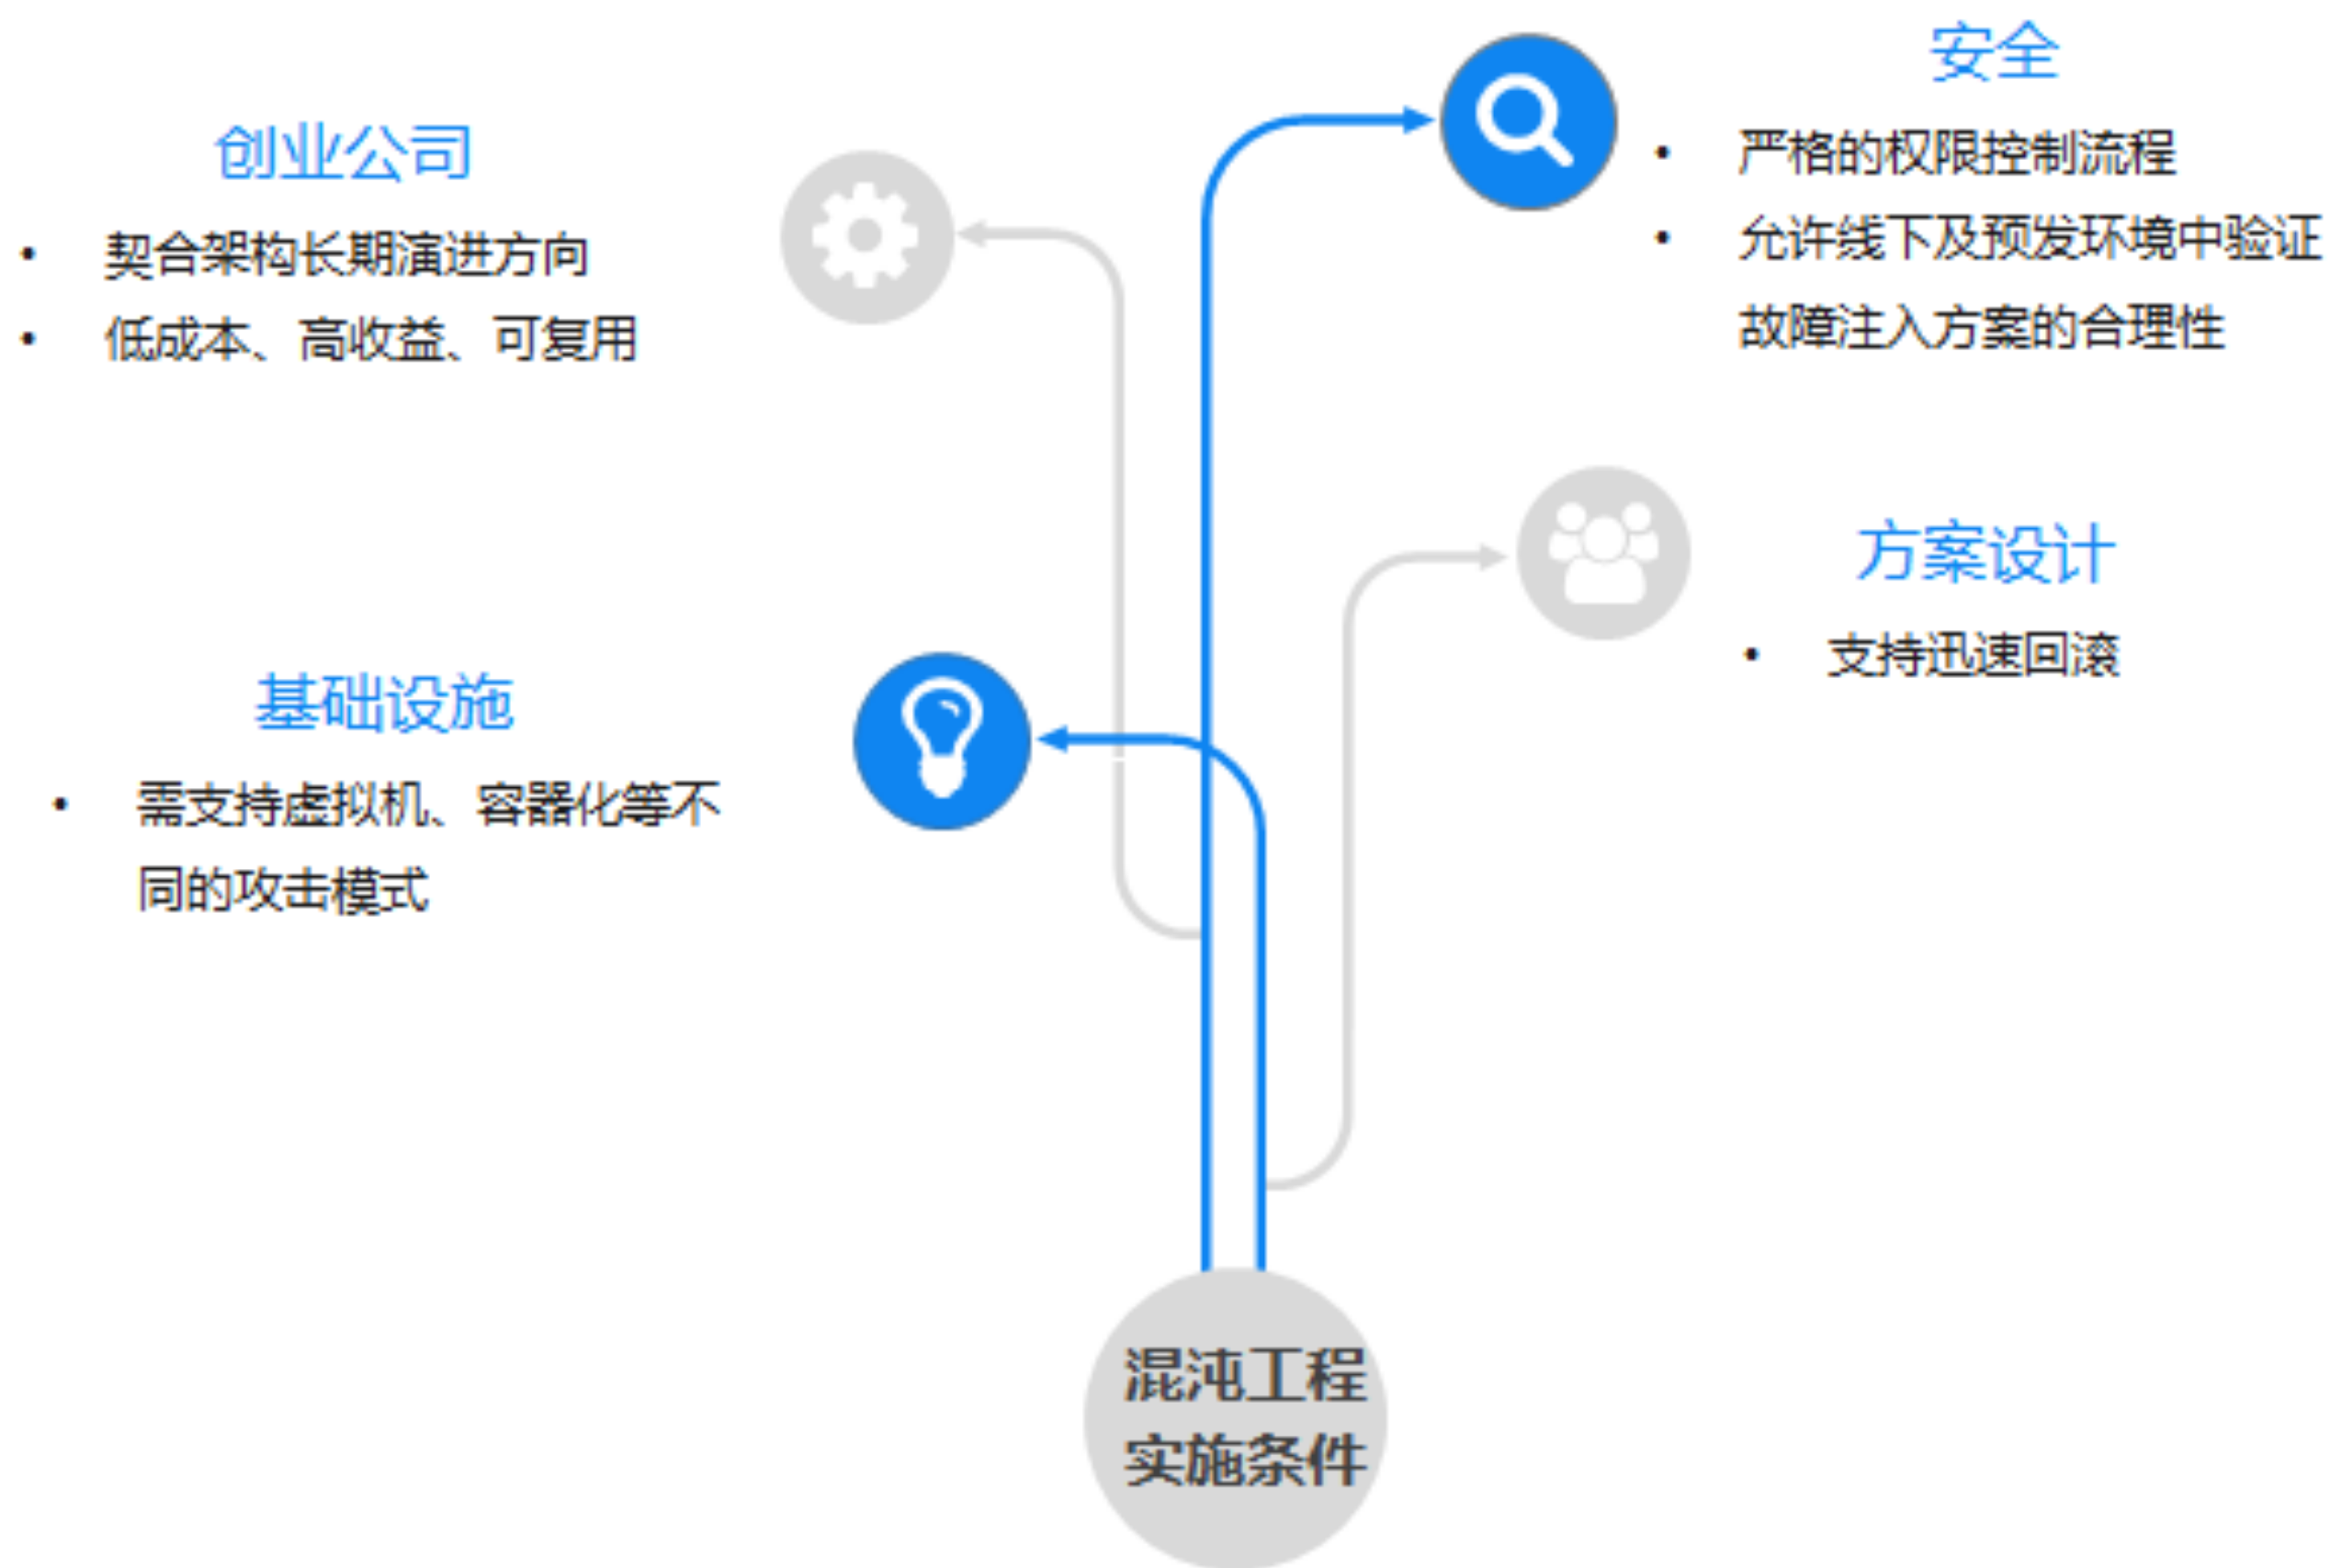 创业公司
• 契合架构长期演进方向
• 低成本、高收益、可复用
安全
• 严格的权限控制流程
• 允许线下及预发环境中验证
故障注入方案的合理性
方案设计
• 支持迅速回滚
基础设施
• 需支持虚拟机、容器化等不
同的攻击模式
混沌工程
实施条件